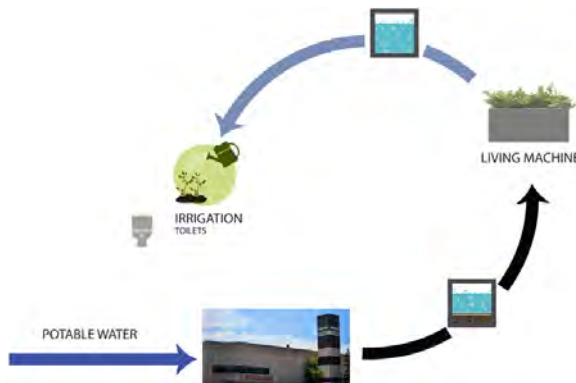 LIVING MACHINE
IRRIGATION
TOILETS
POTABLE WATER